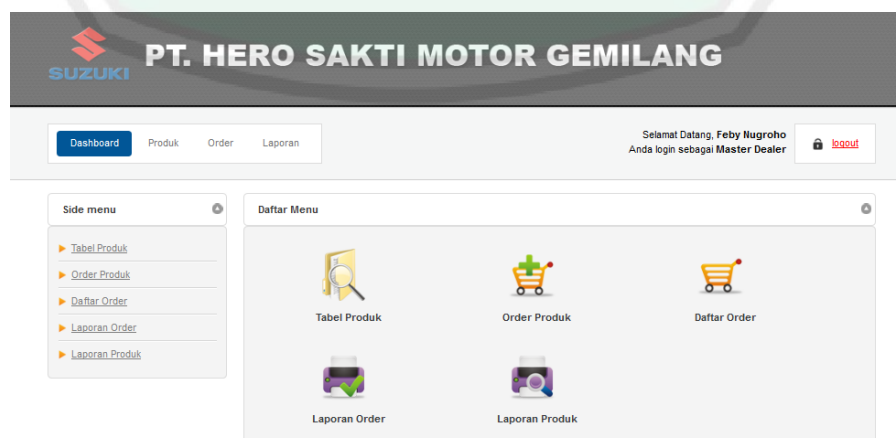 SUZUKI
PT. HERO SAKTI MOTOR GEMILANG
Dashboard Produk Order Laporan
Selamat Datang, Feby Nugroho
Anda login sebagai Master Dealer
logout
Side menu
Tabel Produk
Order Produk
Daftar Order
Laporan Order
Laporan Produk
Daftar Menu
Tabel Produk Order Produk Daftar Order
Laporan Order Laporan Produk